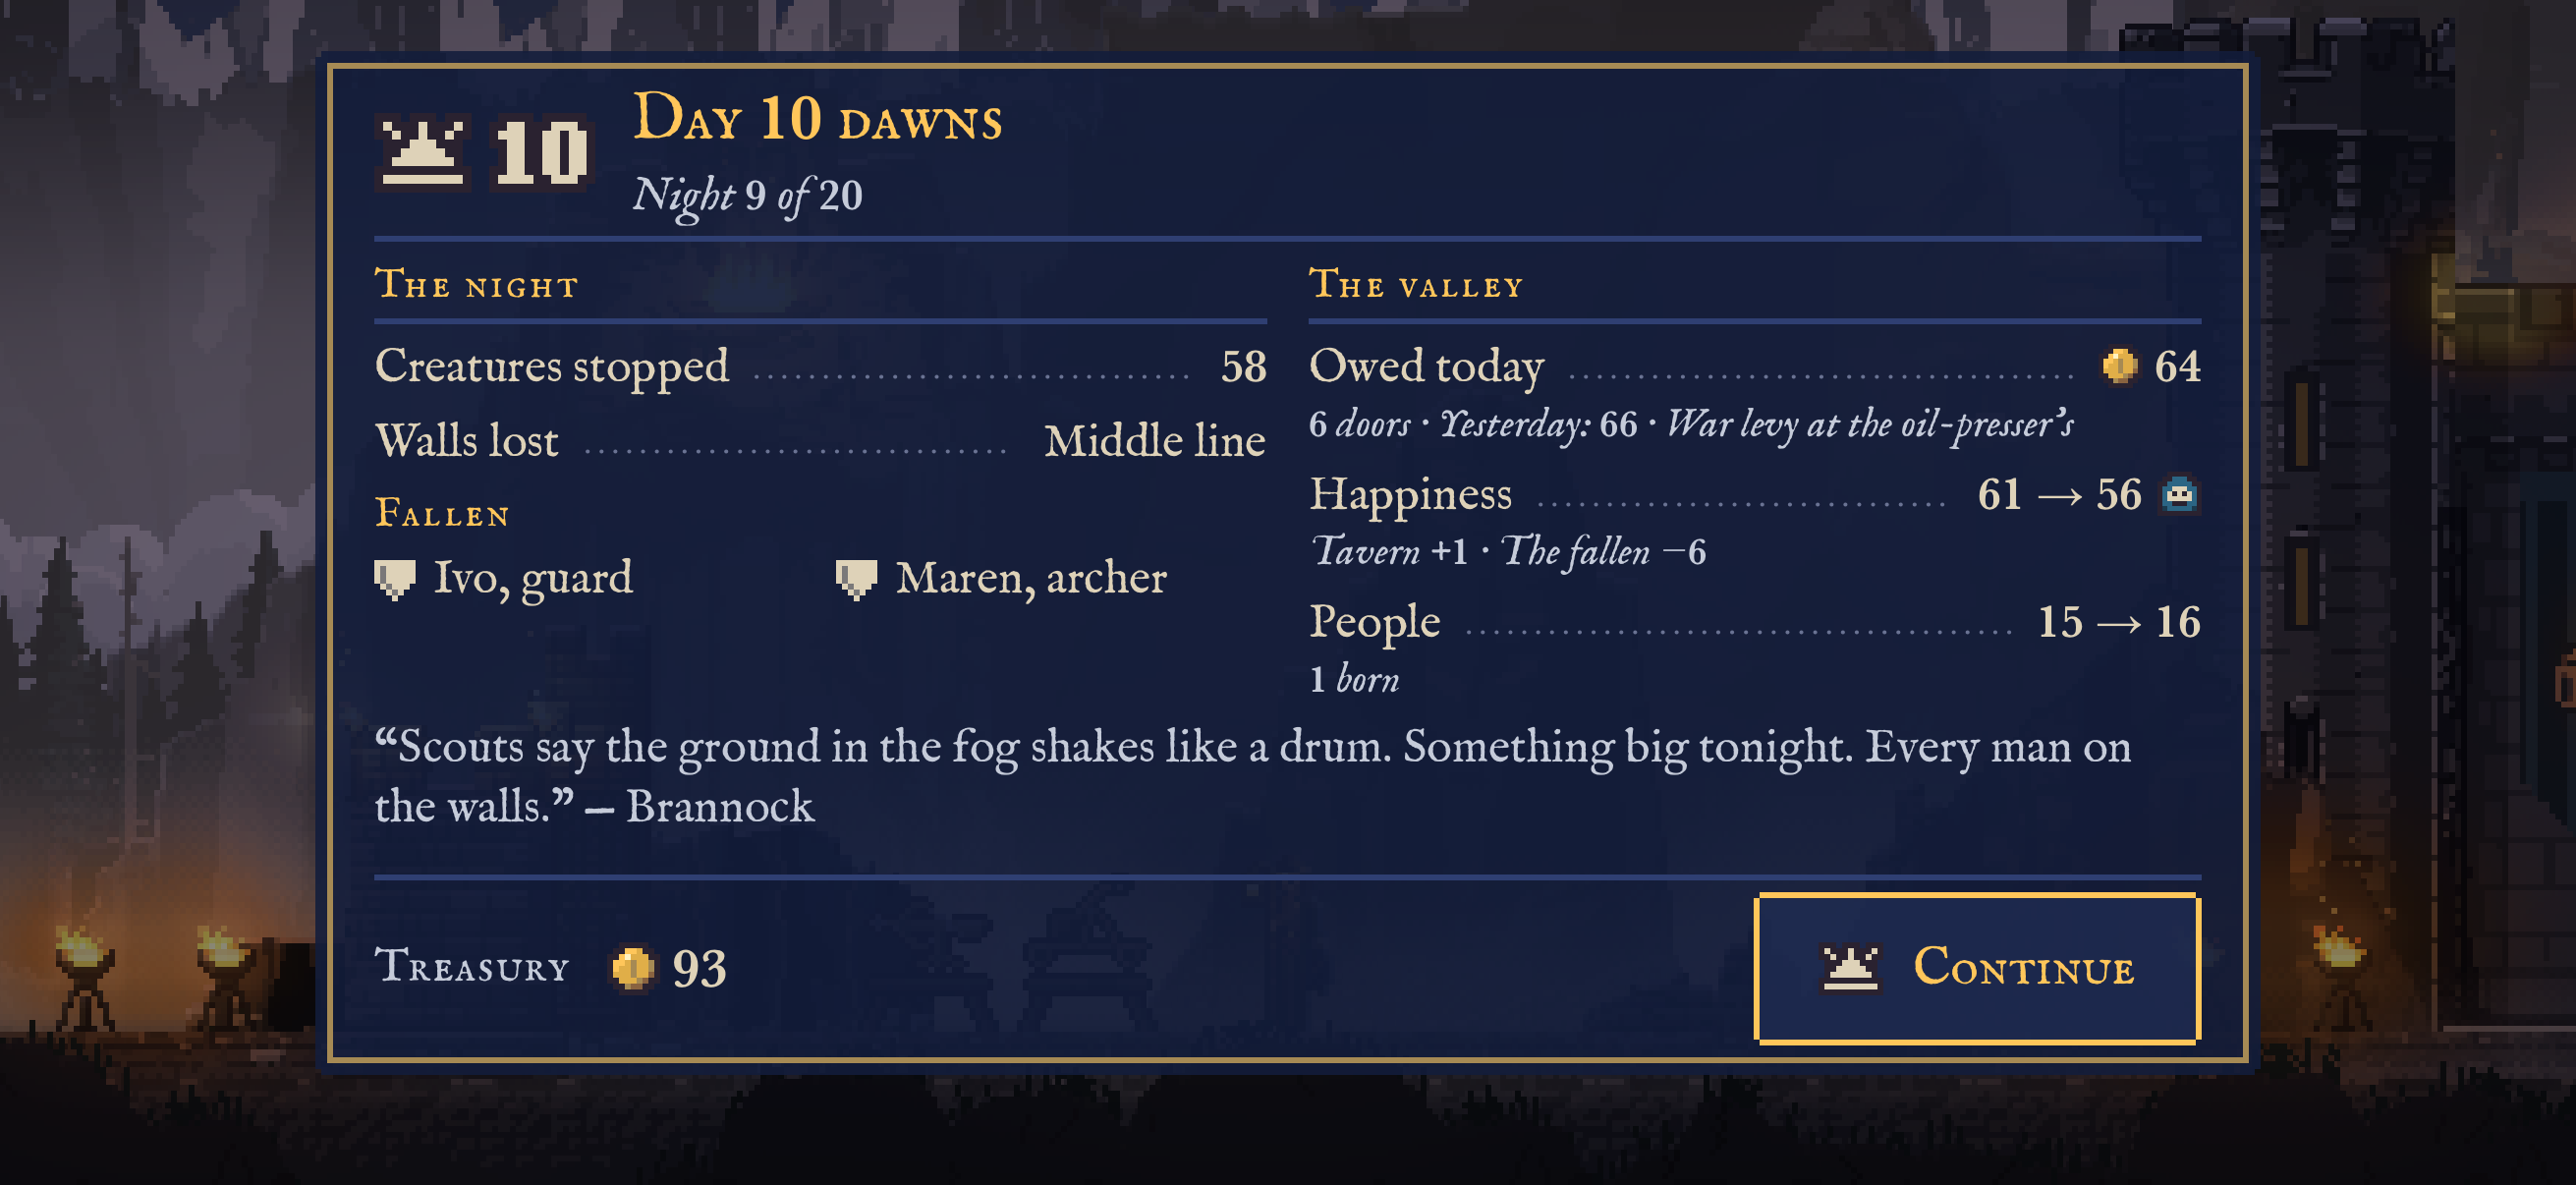 10
Day 10 dawns
Night 9 of 20
The night
Creatures stopped 58
Walls lost Middle line
Fallen
Ivo, guard
Maren, archer
The valley
Owed today 64
6 doors · Yesterday: 66 · War levy at the oil-presser’s
Happiness 61 → 56
Tavern +1 · The fallen −6
People 15 → 16
1 born
“Scouts say the ground in the fog shakes like a drum. Something big tonight. Every man on
the walls.” — Brannock
Treasury 93
Continue